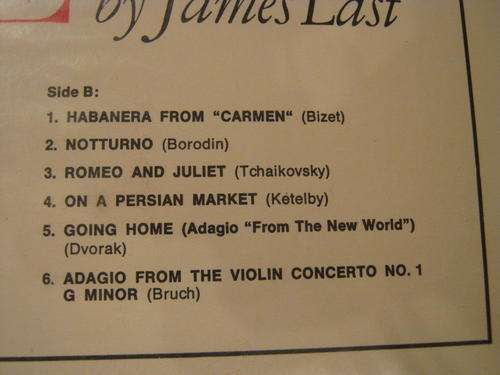 by James Last
Side B:
1. HABANERA FROM "CARMEN" (Bizet)
2. NOTTURNO (Borodin)
3. ROMEO AND JULIET (Tchaikovsky)
4. ON A PERSIAN MARKET (Ketelby)
5. GOING HOME (Adagio "From The New World")
(Dvorak)
6. ADAGIO FROM THE VIOLIN CONCERTO NO. 1
G MINOR (Bruch)